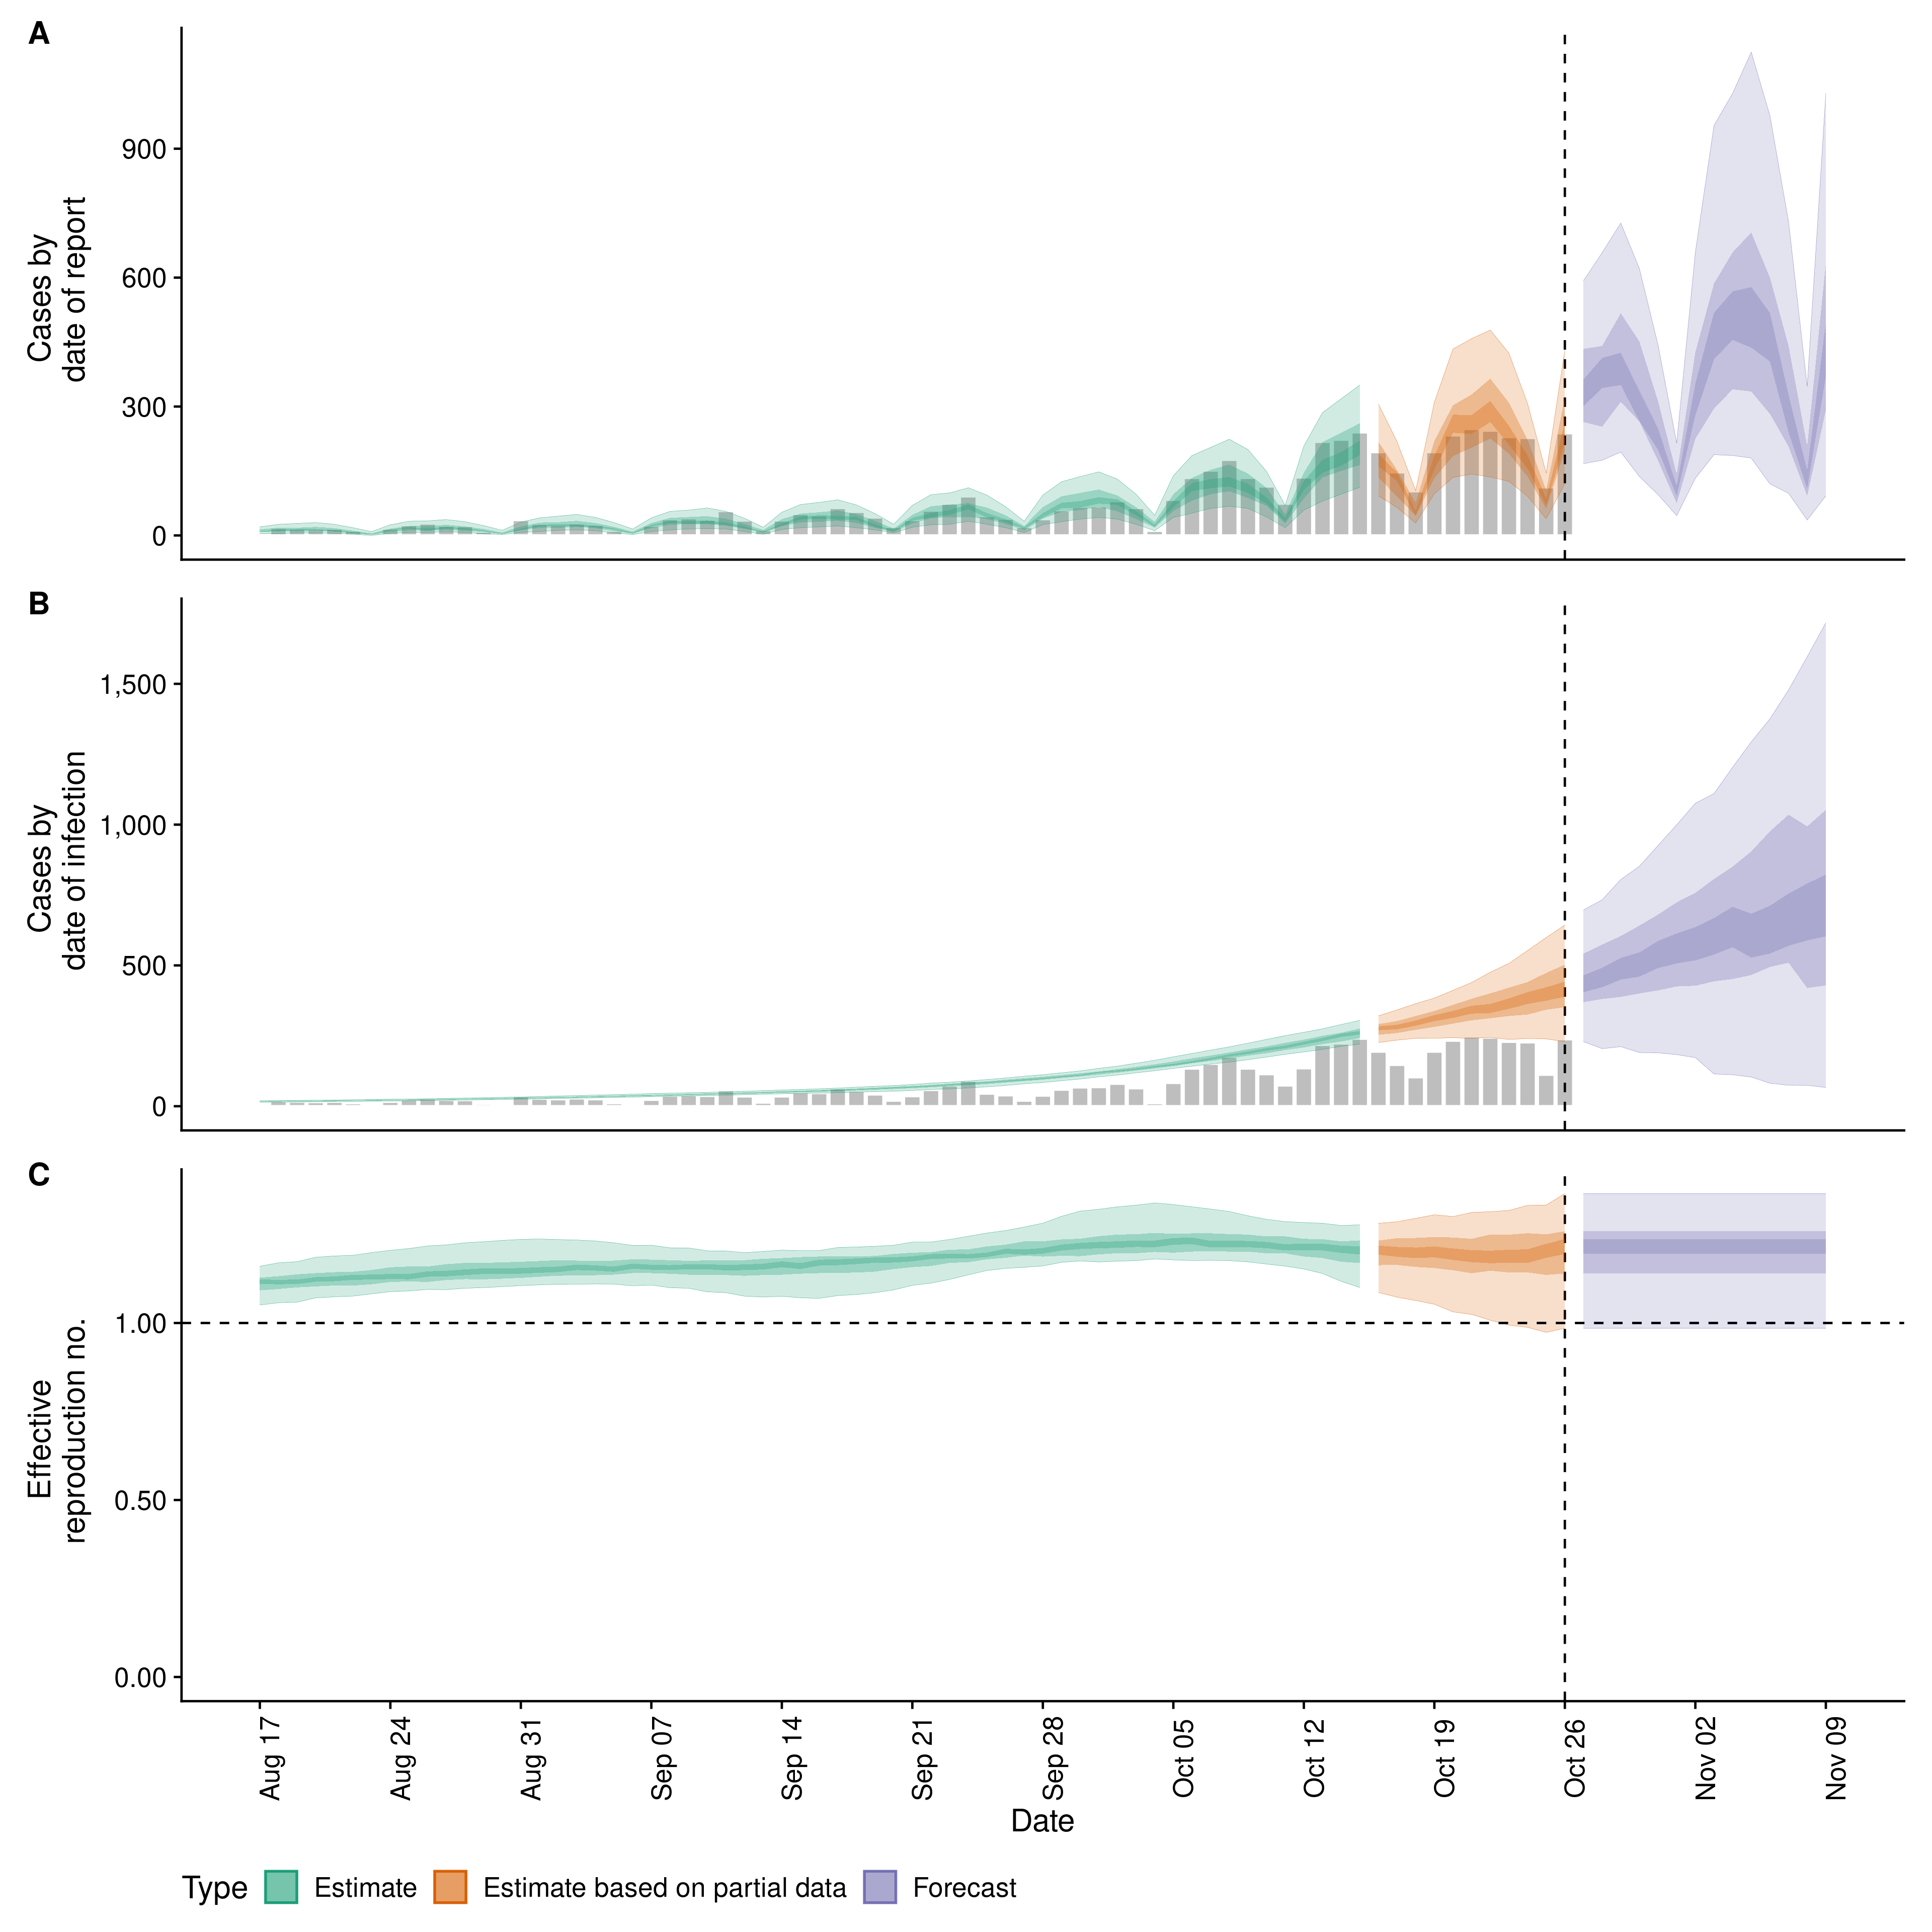 A
Cases by
date of report
900
600
300
0
B
Cases by
date of infection
1,500
1,000
500
0
C
Effective
reproduction no.
1.00
0.50
0.00
Aug 17
Aug 24
Aug 31
Sep 07
Sep 14
Sep 21
Sep 28
Oct 05
Oct 12
Oct 19
Oct 26
Nov 02
Nov 09
Date
Type Estimate Estimate based on partial data Forecast